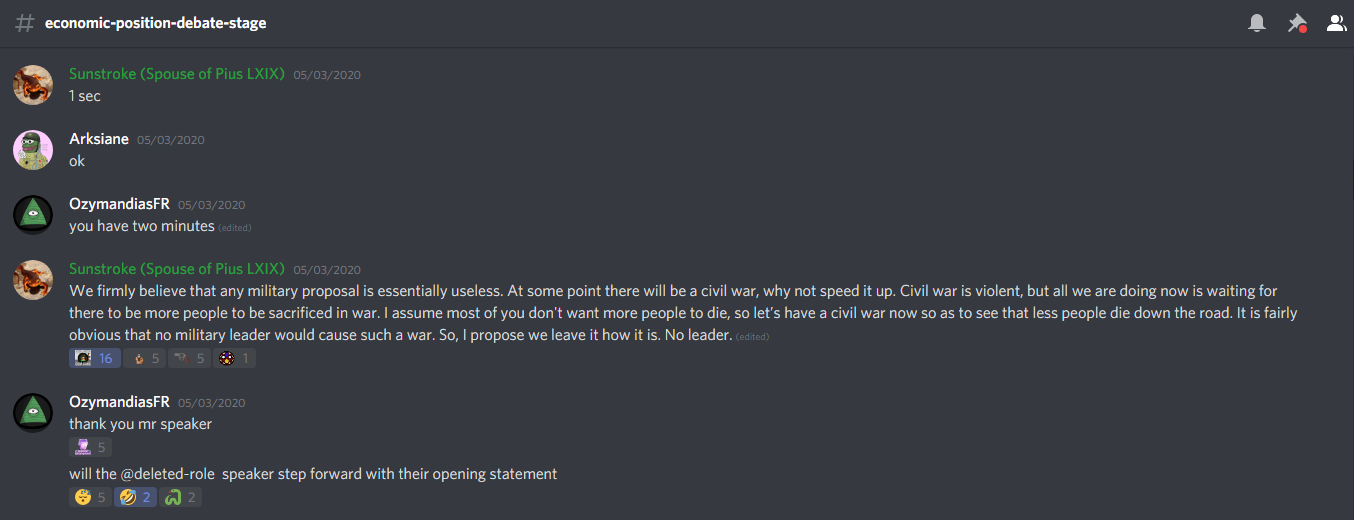 economic-position-debate-stage
Sunstroke (Spouse of Pius LXIX) 05/03/2020
1 sec
Arksiane 05/03/2020
ok
OzymandiasFR 05/03/2020
you have two minutes (edited)
Sunstroke (Spouse of Pius LXIX) 05/03/2020
We firmly believe that any military proposal is essentially useless. At some point there will be a civil war, why not speed it up. Civil war is violent, but all we are doing now is waiting for
there to be more people to be sacrificed in war. I assume most of you don't want more people to die, so let's have a civil war now so as to see that less people die down the road. It is fairly
obvious that no military leader would cause such a war. So, I propose we leave it how it is. No leader. (edited)
16 5 5 1
OzymandiasFR 05/03/2020
thank you mr speaker
5
will the @deleted-role speaker step forward with their opening statement
5 2 2